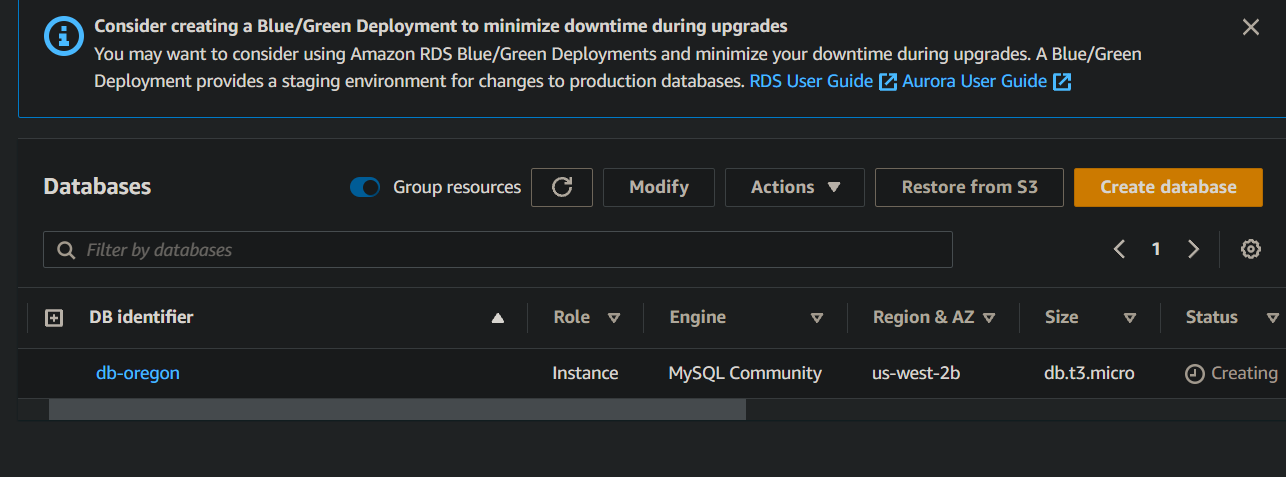 Consider creating a Blue/Green Deployment to minimize downtime during upgrades
You may want to consider using Amazon RDS Blue/Green Deployments and minimize your downtime during upgrades. A Blue/Green
Deployment provides a staging environment for changes to production databases. RDS User Guide Aurora User Guide
Databases Group resources Modify Actions Restore from S3 Create database
Filter by databases 1
DB identifier Role Engine Region & AZ Size Status
db-oregon Instance MySQL Community us-west-2b db.t3.micro Creating